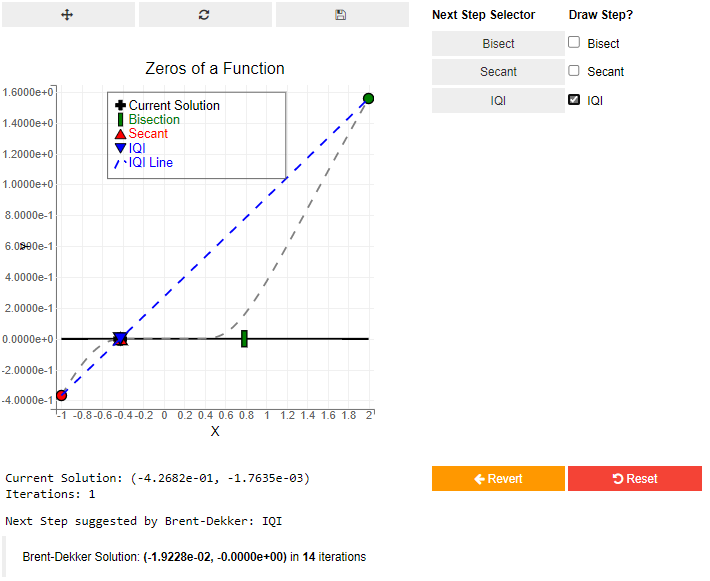 Next Step Selector Draw Step?
Bisect Bisect
Secant Secant
IQI IQI
Zeros of a Function
Current Solution
Bisection
Secant
IQI
IQI Line
1.6000e+0
1.4000e+0
1.2000e+0
1.0000e+0
8.0000e-1
6.0000e-1
Y
4.0000e-1
2.0000e-1
0.0000e+0
-2.0000e-1
-4.0000e-1
-1 -0.8 -0.6 -0.4 -0.2 0 0.2 0.4 0.6 0.8 1 1.2 1.4 1.6 1.8 2
X
Current Solution: (-4.2682e-01, -1.7635e-03)
Iterations: 1
Revert Reset
Next Step suggested by Brent-Dekker: IQI
Brent-Dekker Solution: (-1.9228e-02, -0.0000e+00) in 14 iterations